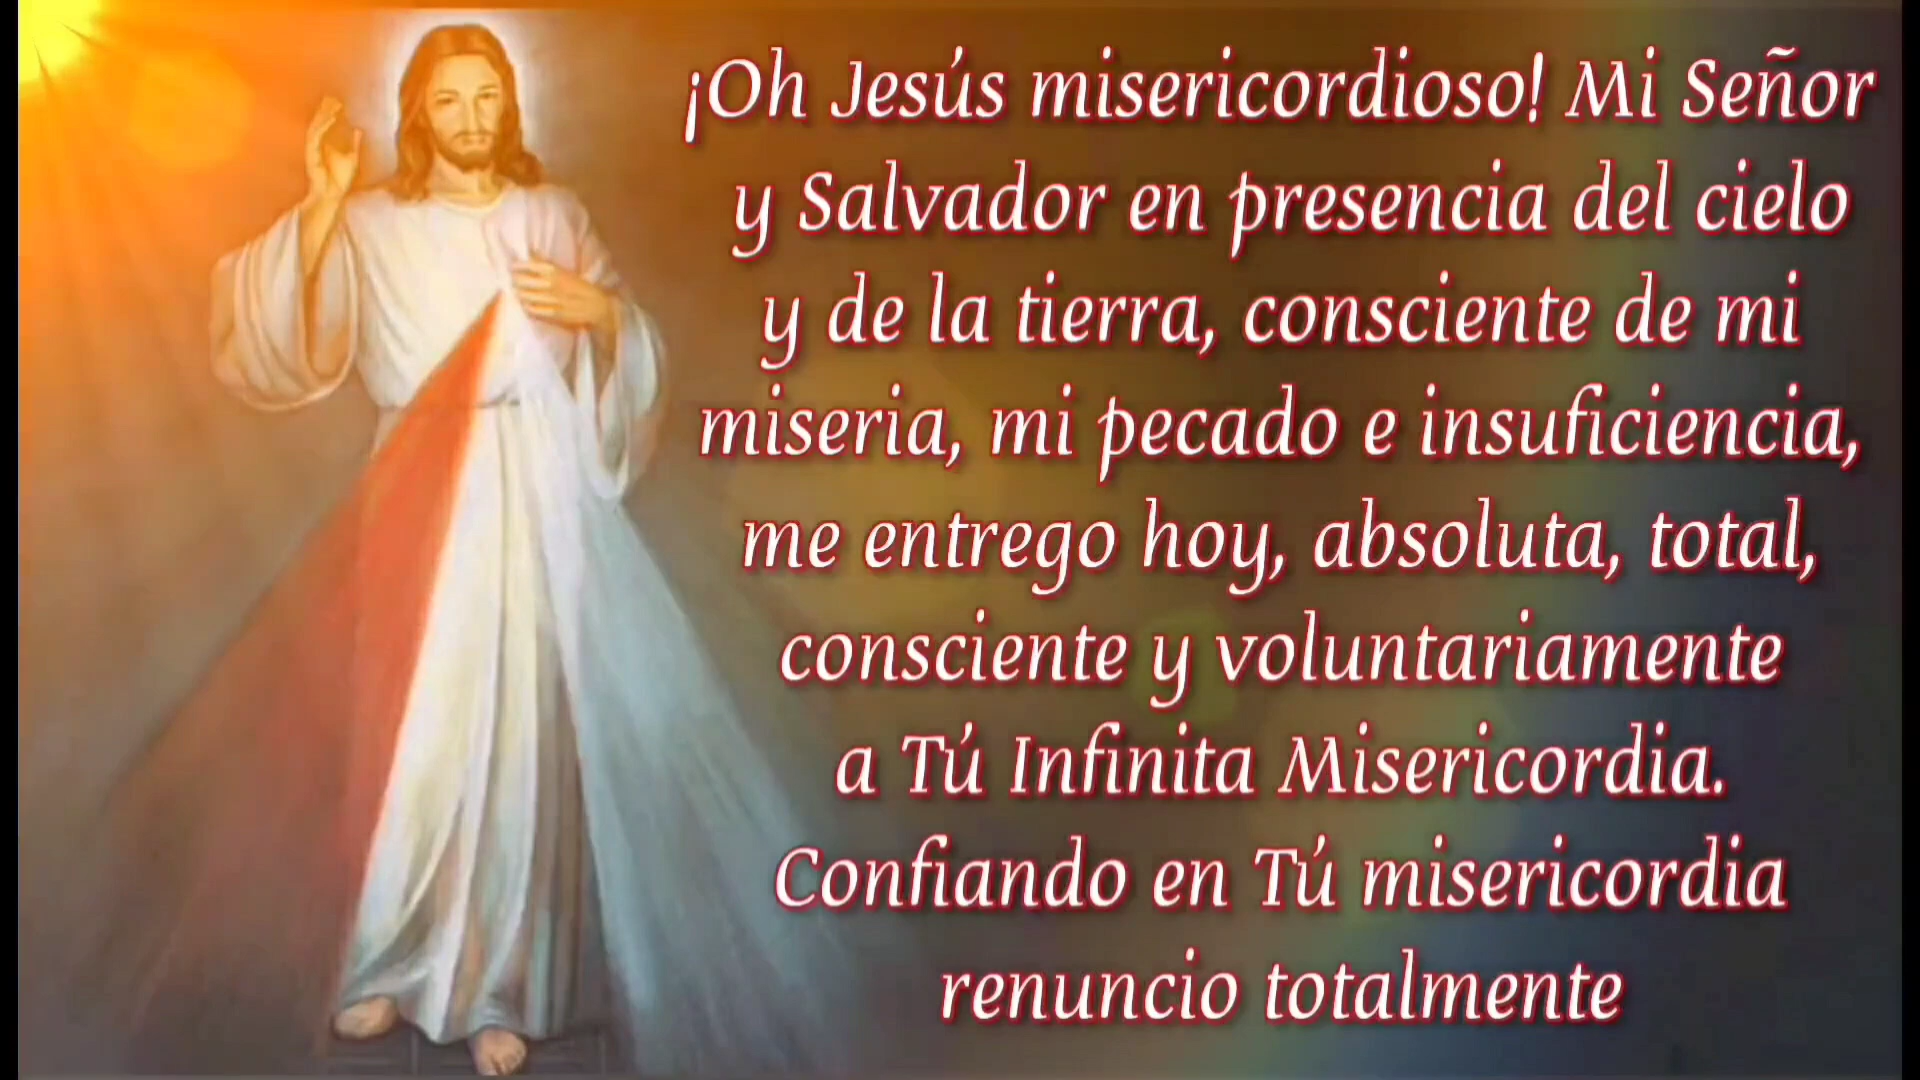 ¡Oh Jesús misericordioso! Mi Señor
y Salvador en presencia del cielo
y de la tierra, consciente de mi
miseria, mi pecado e insuficiencia,
me entrego hoy, absoluta, total,
consciente y voluntariamente
a Tú Infinita Misericordia.
Confiando en Tú misericordia
renuncio totalmente